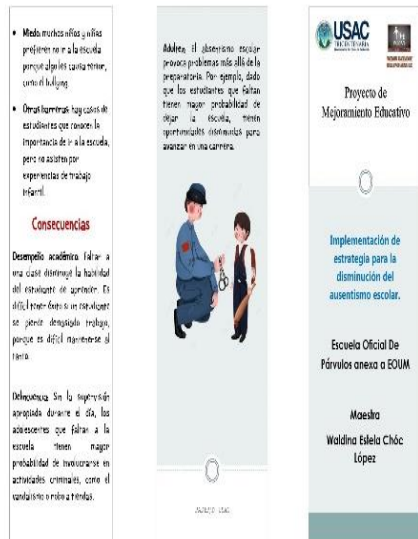 • Miedo: muchos niños y niñas
prefieren no ir a la escuela
porque algo les causa temor,
como el bullying.
• Otras barreras: hay casos de
estudiantes que conocen la
importancia de ir a la escuela,
pero no asisten por
experiencias de trabajo
infantil.
Consecuencias
Desempeño académico: Faltar a
una clase disminuye la habilidad
del estudiante de aprender. Es
difícil tener éxito si un estudiante
se pierde demasiado trabajo,
porque es difícil mantenerse al
tanto.
Delincuencia: Sin la supervisión
apropiada durante el día, los
adolescentes que faltan a la
escuela tienen mayor
probabilidad de involucrarse en
actividades criminales, como el
vandalismo o robo a tiendas.
Adultez: El absentismo escolar
provoca problemas más allá de la
preparatoria. Por ejemplo, dado
que los estudiantes que faltan
tienen mayor probabilidad de
dejar la escuela, tienen
oportunidades disminuidas para
avanzar en una carrera.
USAC
TRICENTENARIA
Proyecto de
Mejoramiento Educativo
Implementación de
estrategia para la
disminución del
ausentismo escolar.
Escuela Oficial De
Párvulos anexa a EOUM
Maestra
Waldina Estela Chóc
López